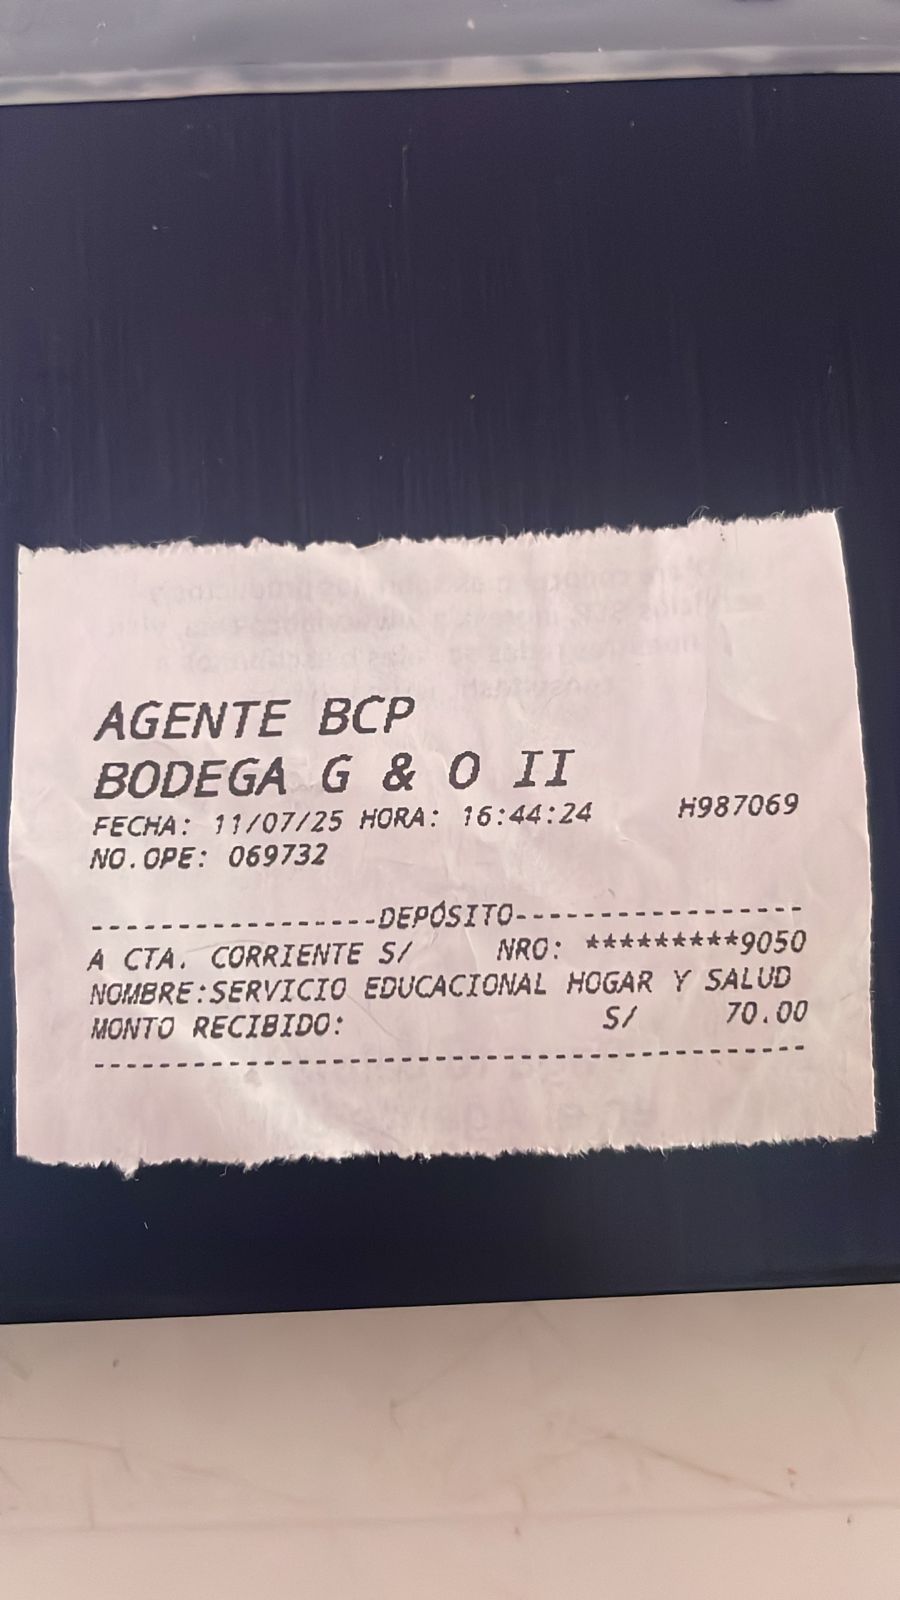 AGENTE BCP
BODEGA G & O II
FECHA: 11/07/25 HORA: 16:44:24 H987069
NO.OPE: 069732
------------------DEPÓSITO------------------
A CTA. CORRIENTE S/ NRO: *********9050
NOMBRE:SERVICIO EDUCACIONAL HOGAR Y SALUD
MONTO RECIBIDO: S/ 70.00
--------------------------------------------